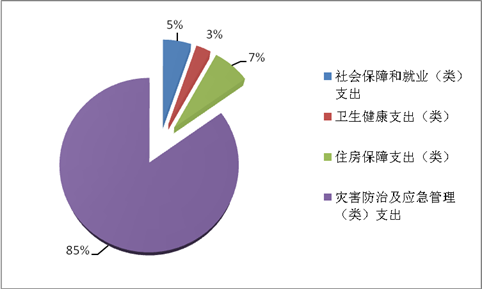 5%
3%
7%
85%
社会保障和就业（类）
支出
卫生健康支出（类）
住房保障支出（类）
灾害防治及应急管理
（类）支出